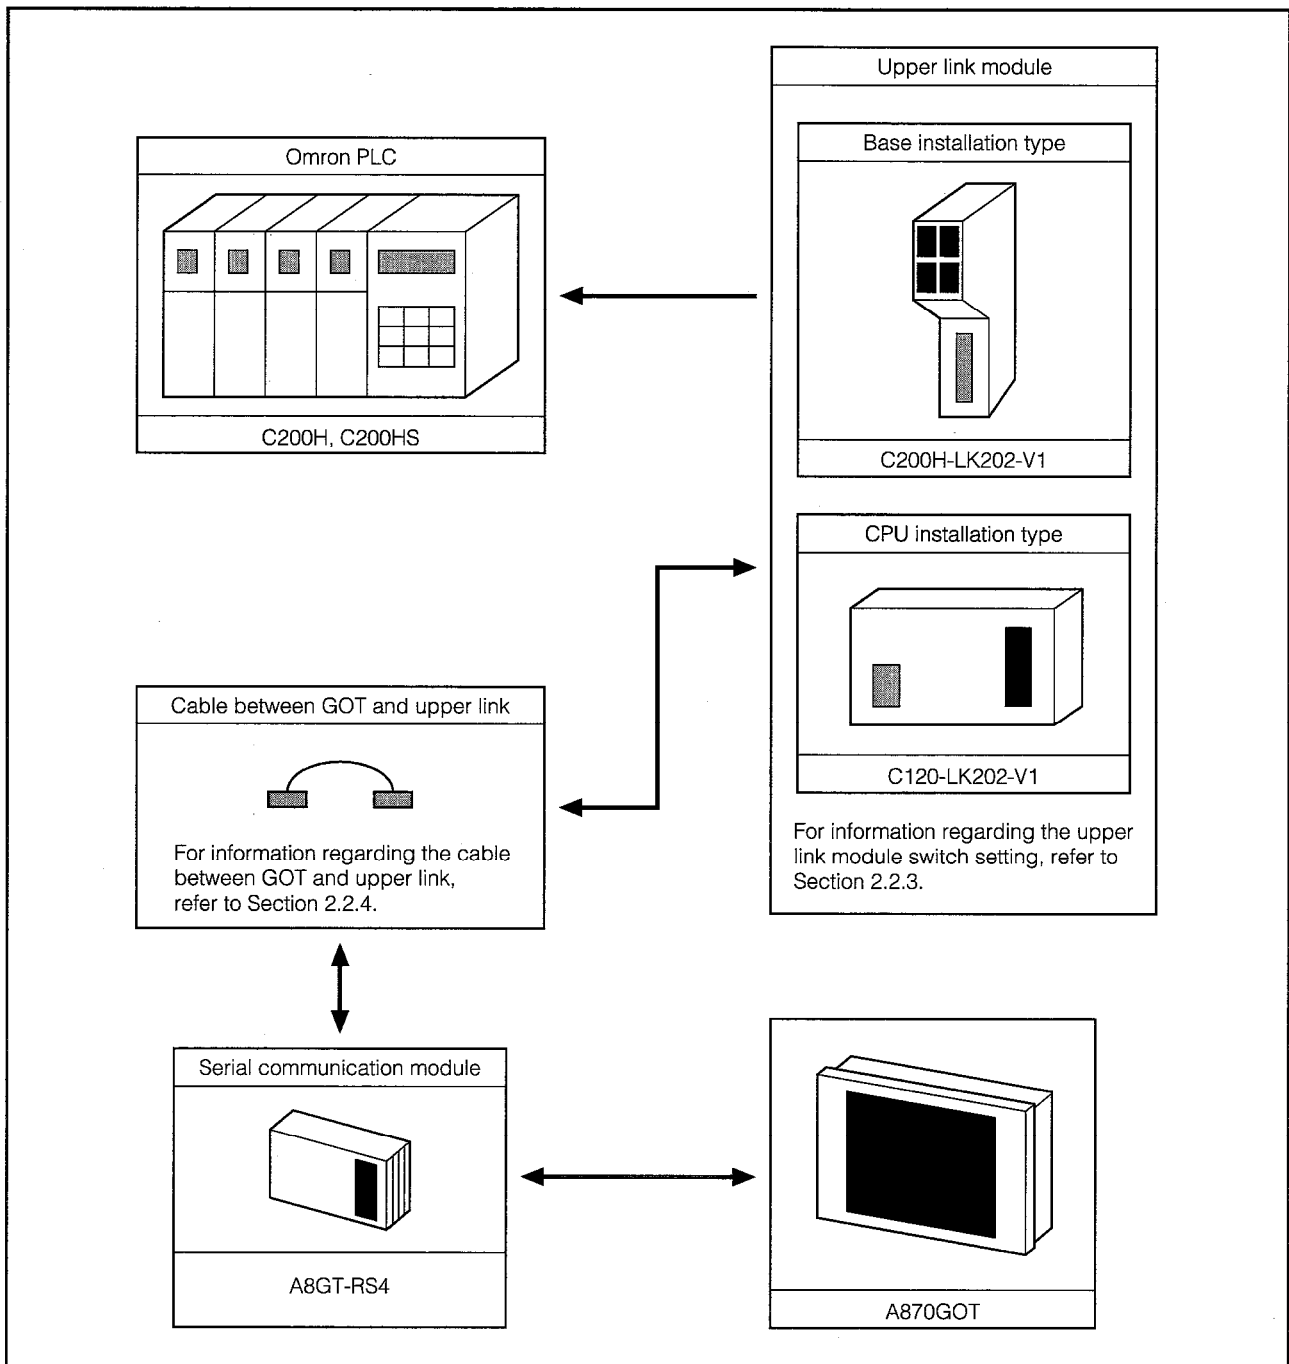 Upper link module
Base installation type
C200H-LK202-V1
CPU installation type
C120-LK202-V1
For information regarding the upper
link module switch setting, refer to
Section 2.2.3.
Omron PLC
C200H, C200HS
Cable between GOT and upper link
For information regarding the cable
between GOT and upper link,
refer to Section 2.2.4.
Serial communication module
A8GT-RS4
A870GOT